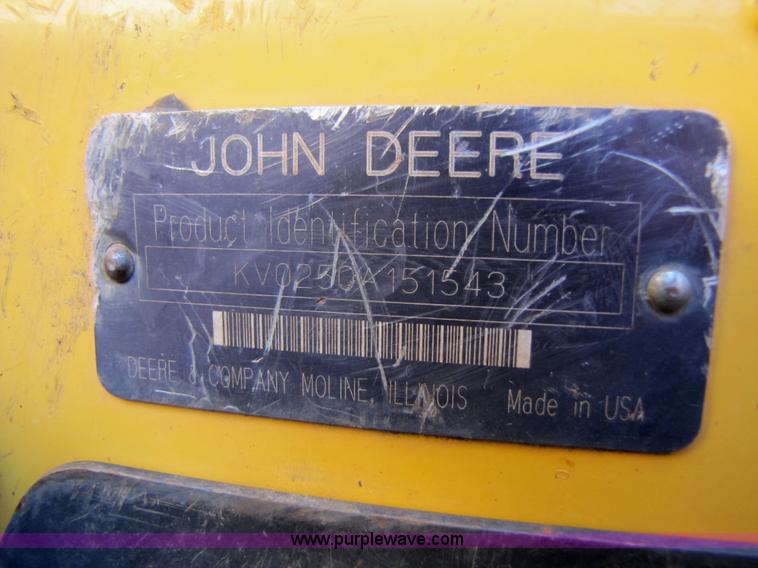 JOHN DEERE
Product Identification Number
KV0250A151543
DEERE & COMPANY MOLINE, ILLINOIS Made in USA
www.purplewave.com